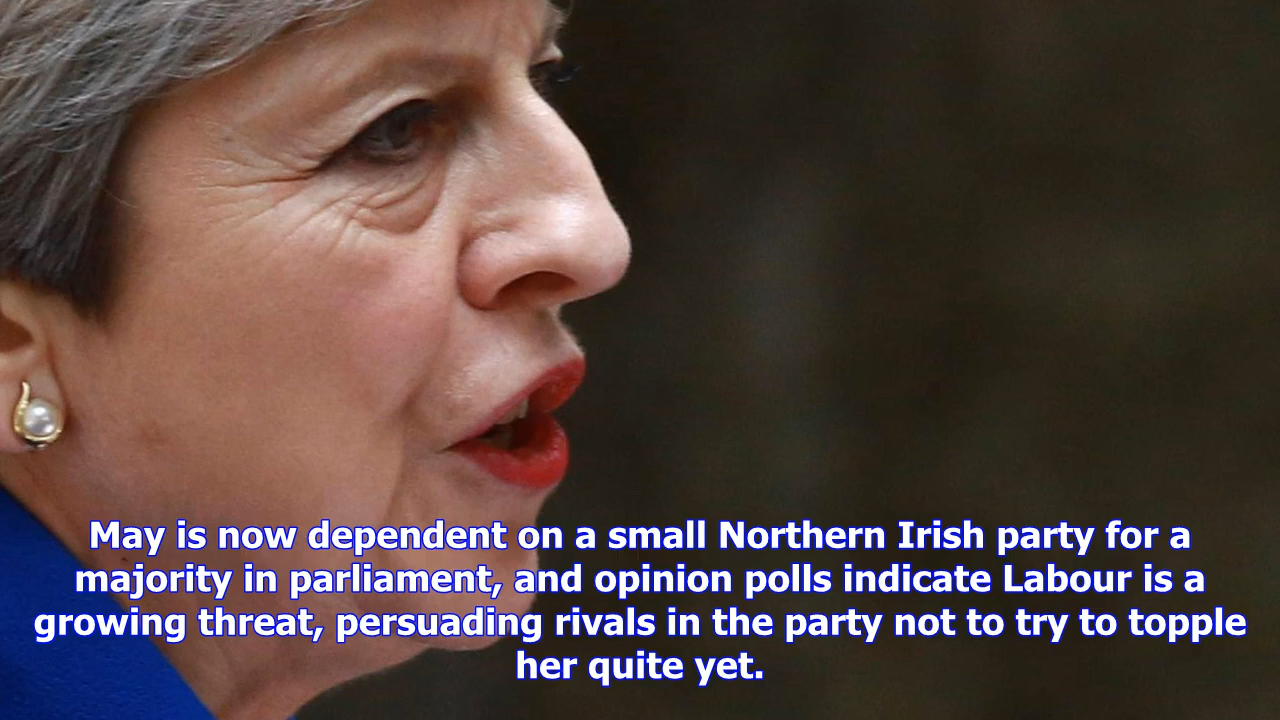 May is now dependent on a small Northern Irish party for a
majority in parliament, and opinion polls indicate Labour is a
growing threat, persuading rivals in the party not to try to topple
her quite yet.